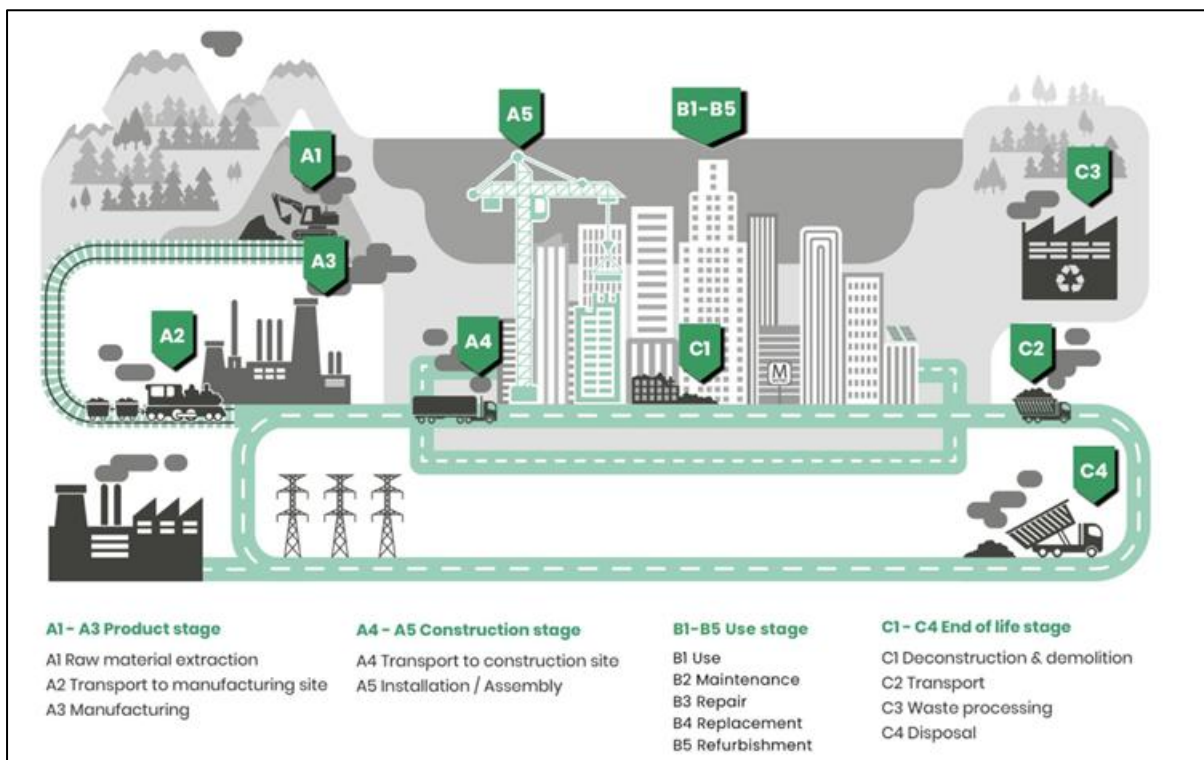 A5
B1-B5
A1
C3
A3
A2
A4
C1
C2
M
C4
A1 - A3 Product stage
A1 Raw material extraction
A2 Transport to manufacturing site
A3 Manufacturing
A4 - A5 Construction stage
A4 Transport to construction site
A5 Installation / Assembly
B1-B5 Use stage
B1 Use
B2 Maintenance
B3 Repair
B4 Replacement
B5 Refurbishment
C1 - C4 End of life stage
C1 Deconstruction & demolition
C2 Transport
C3 Waste processing
C4 Disposal